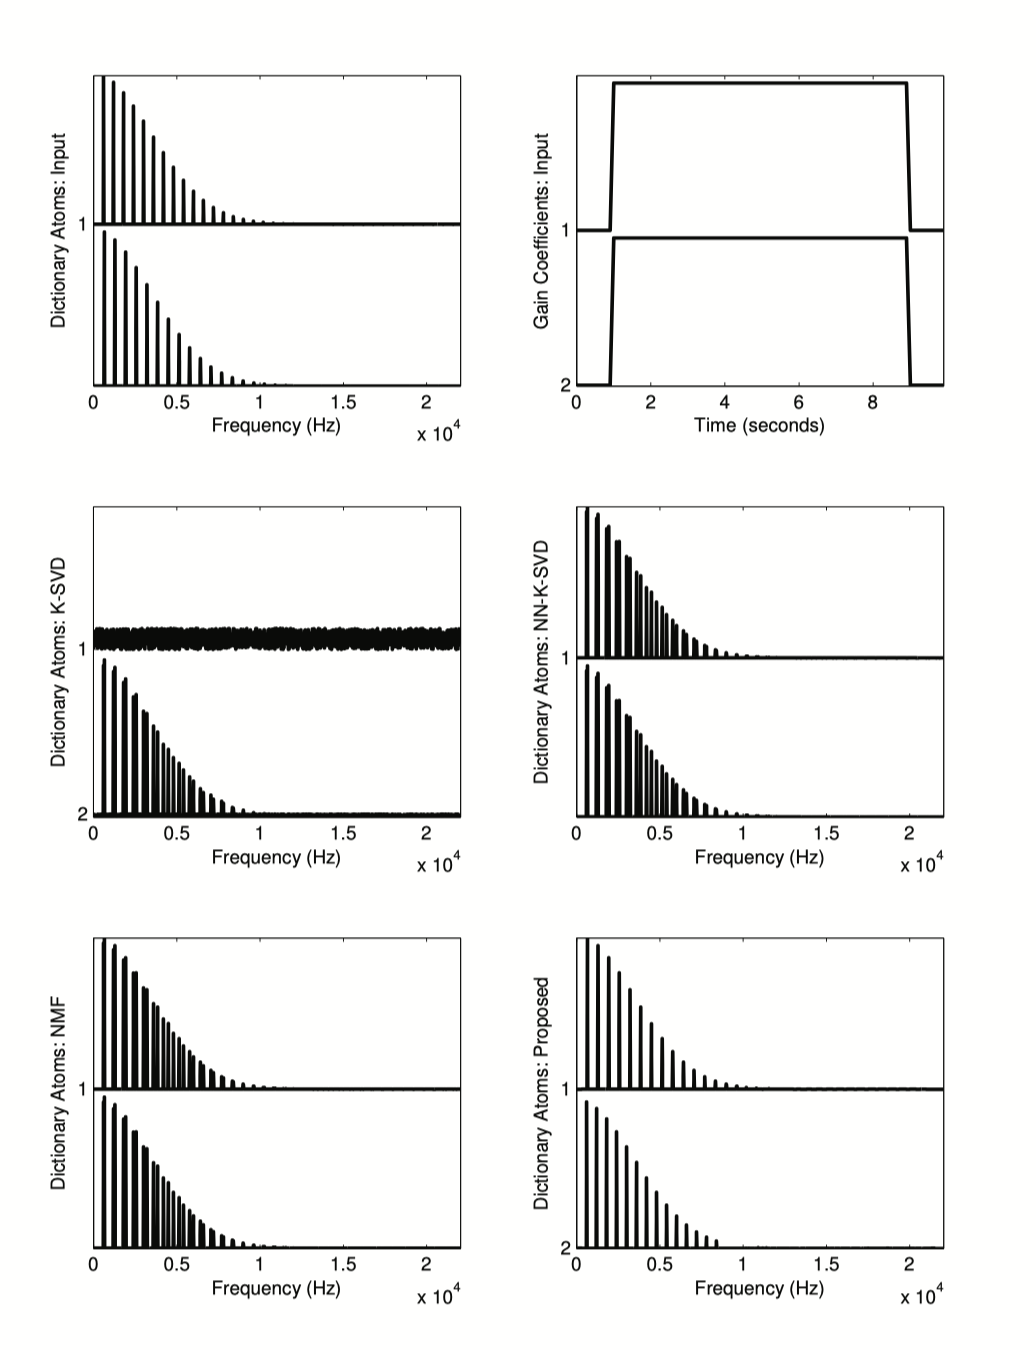 Dictionary Atoms: Input
1
0 0.5 1 1.5 2
Frequency (Hz)
x 10^4
Gain Coefficients: Input
1
2
0 2 4 6 8
Time (seconds)
Dictionary Atoms: K-SVD
1
2
0 0.5 1 1.5 2
Frequency (Hz)
x 10^4
Dictionary Atoms: NN-K-SVD
1
0 0.5 1 1.5 2
Frequency (Hz)
x 10^4
Dictionary Atoms: NMF
1
0 0.5 1 1.5 2
Frequency (Hz)
x 10^4
Dictionary Atoms: Proposed
1
2
0 0.5 1 1.5 2
Frequency (Hz)
x 10^4